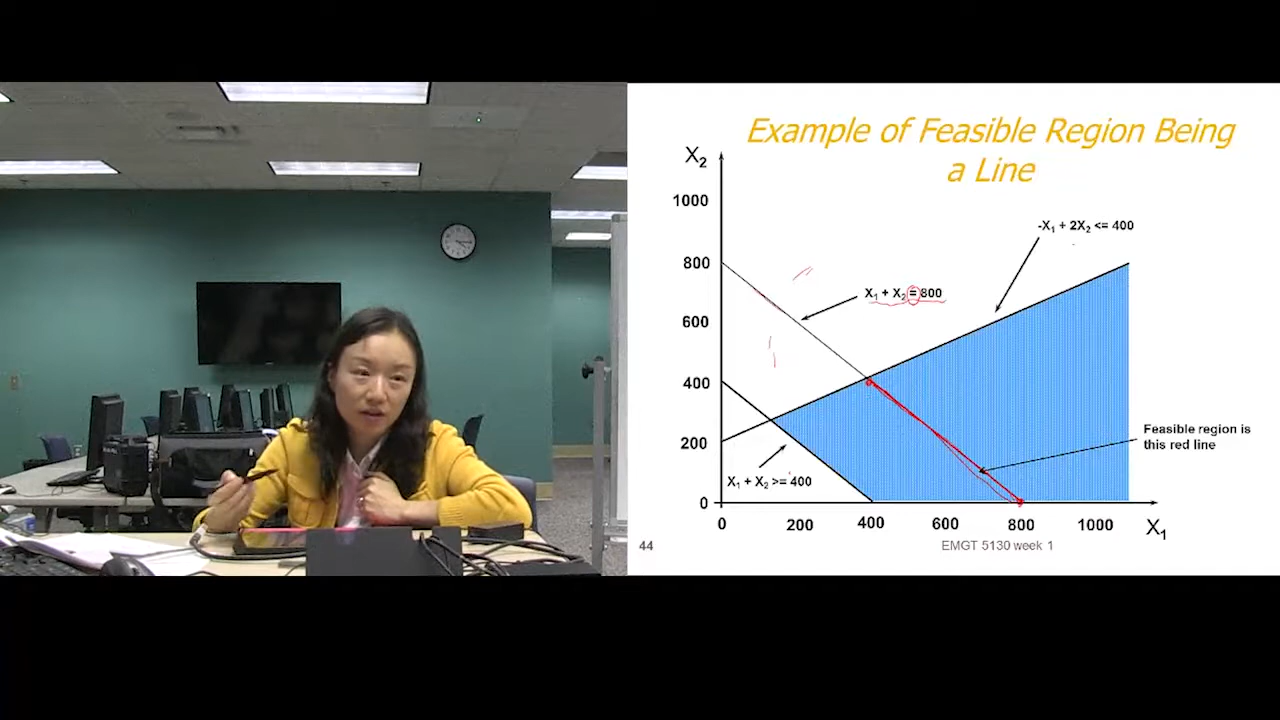 Example of Feasible Region Being
a Line
X₂
1000
800
600
400
200
0
-X₁ + 2X₂ <= 400
X₁ + X₂ = 800
X₁ + X₂ >= 400
Feasible region is
this red line
0 200 400 600 800 1000 X₁
44
EMGT 5130 week 1